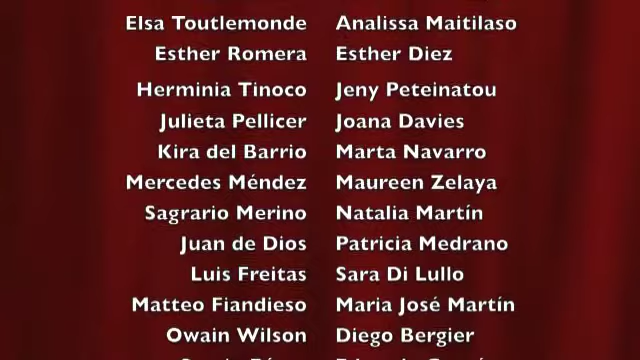 Elsa Toutlemonde Analissa Maitilaso
Esther Romera Esther Diez
Herminia Tinoco Jeny Peteinatou
Julieta Pellicer Joana Davies
Kira del Barrio Marta Navarro
Mercedes Méndez Maureen Zelaya
Sagrario Merino Natalia Martín
Juan de Dios Patricia Medrano
Luis Freitas Sara Di Lullo
Matteo Fiandieso Maria José Martín
Owain Wilson Diego Bergier